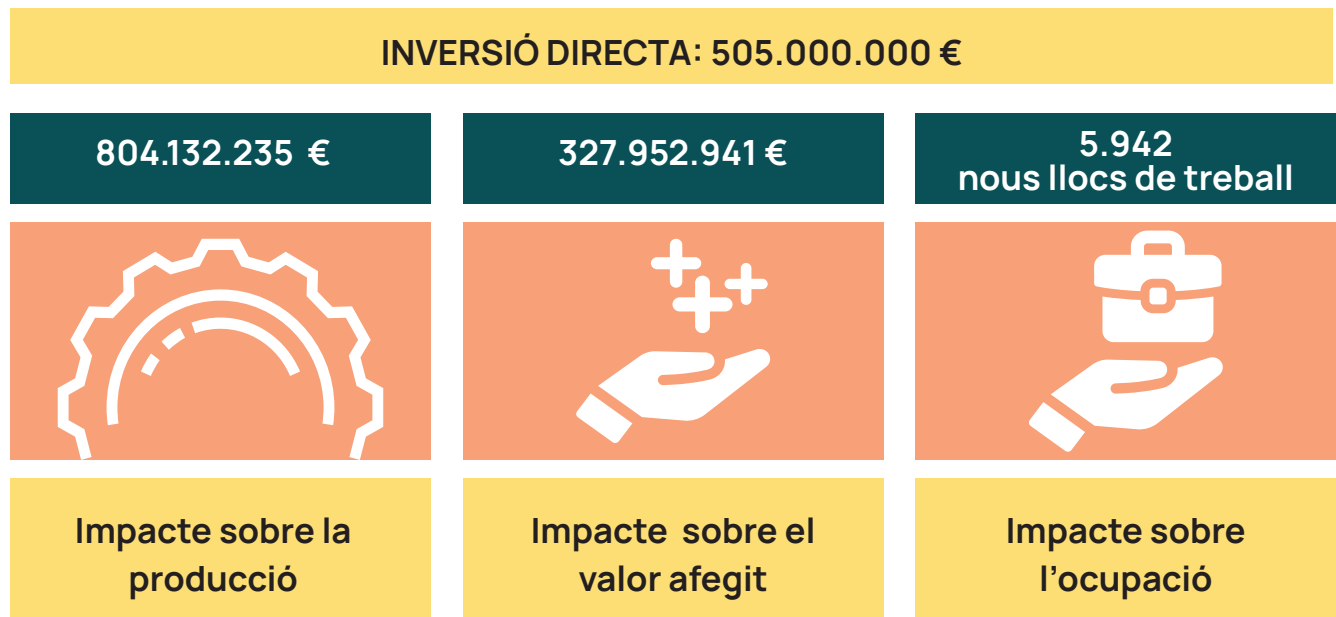 INVERSIÓ DIRECTA: 505.000.000 €
804.132.235 €
327.952.941 €
5.942
nous llocs de treball
Impacte sobre la
producció
Impacte sobre el
valor afegit
Impacte sobre
l’ocupació